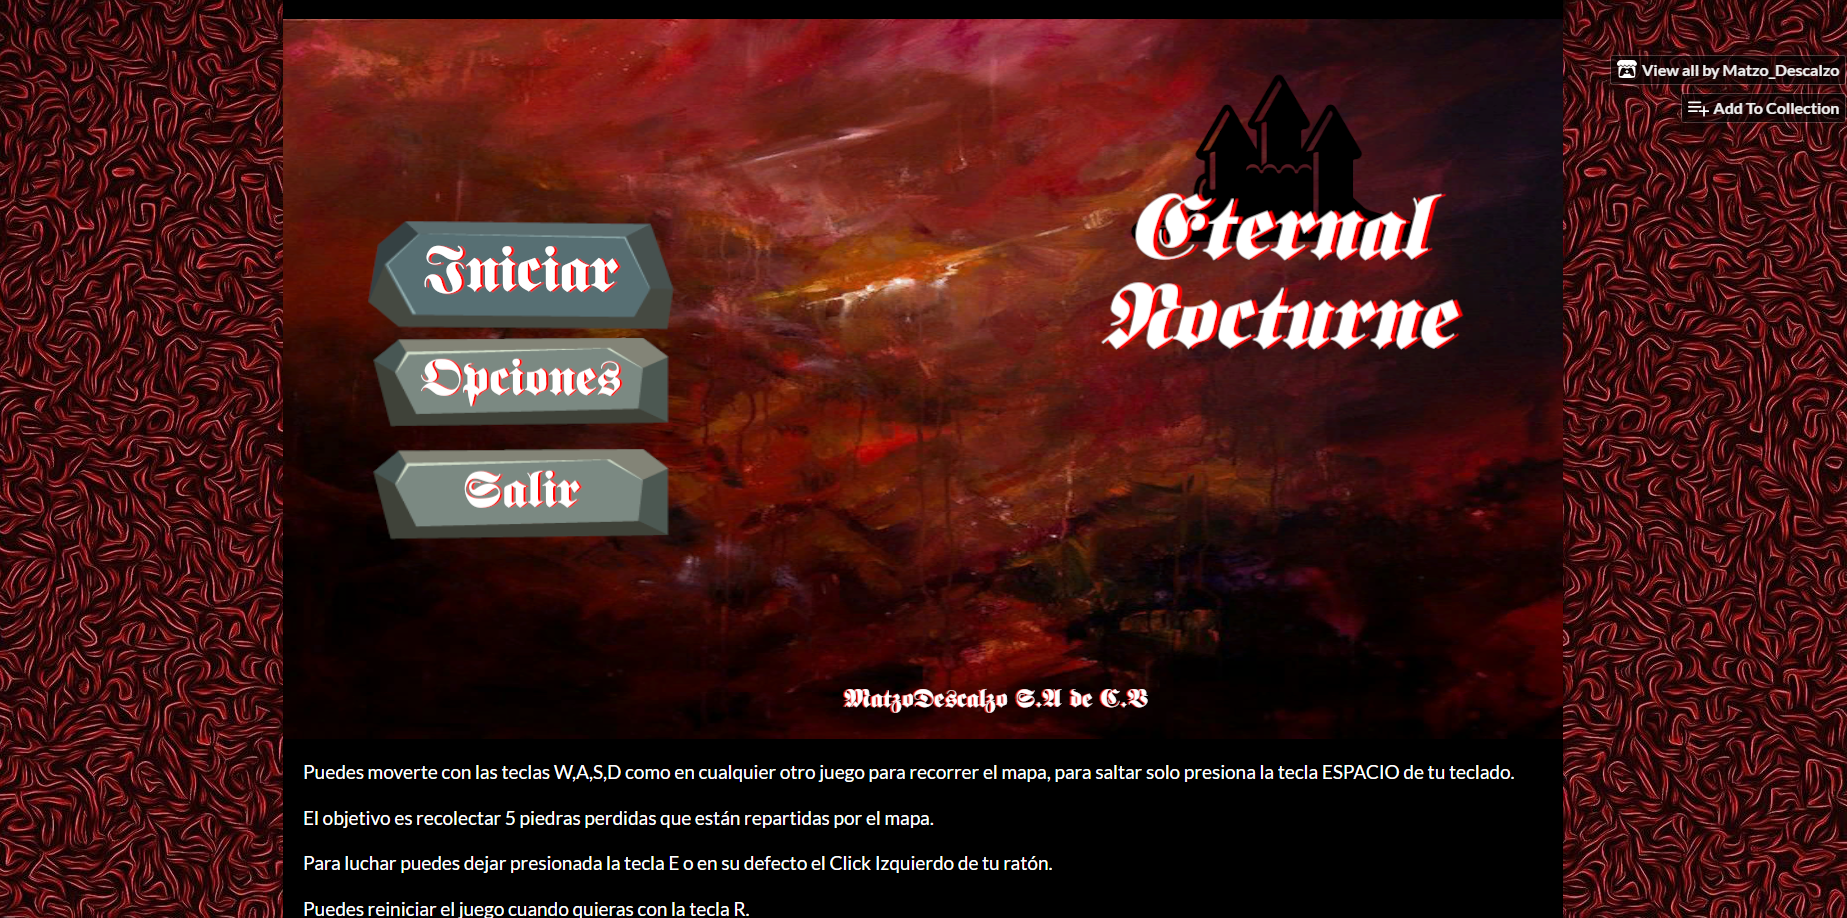 View all by Matzo_Descalzo
Add To Collection
Eternal
Nocturne
Iniciar
Opciones
Salir
MatzoDescalzo S.A de C.V
Puedes moverte con las teclas W,A,S,D como en cualquier otro juego para recorrer el mapa, para saltar solo presiona la tecla ESPACIO de tu teclado.
El objetivo es recolectar 5 piedras perdidas que están repartidas por el mapa.
Para luchar puedes dejar presionada la tecla E o en su defecto el Click Izquierdo de tu ratón.
Puedes reiniciar el juego cuando quieras con la tecla R.